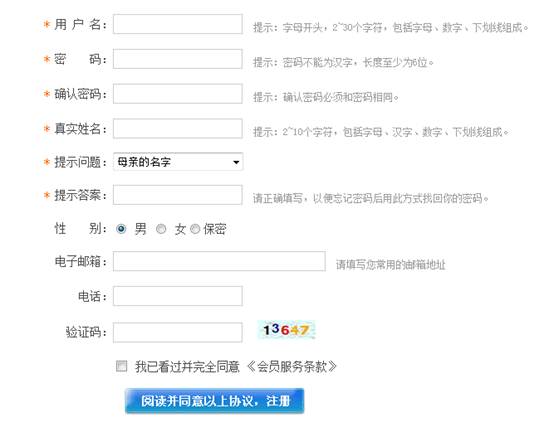 * 用 户 名： 提示：字母开头，2~30个字符，包括字母、数字、下划线组成。
* 密 码： 提示：密码不能为汉字，长度至少为6位。
* 确认密码： 提示：确认密码必须和密码相同。
* 真实姓名： 提示：2~10个字符，包括字母、汉字、数字、下划线组成。
* 提示问题： 母亲的名字
* 提示答案： 请正确填写，以便忘记密码后用此方式找回你的密码。
性 别： 男 女 保密
电子邮箱： 请填写您常用的邮箱地址
电话：
验证码： 13647
我已看过并完全同意《会员服务条款》
阅读并同意以上协议，注册